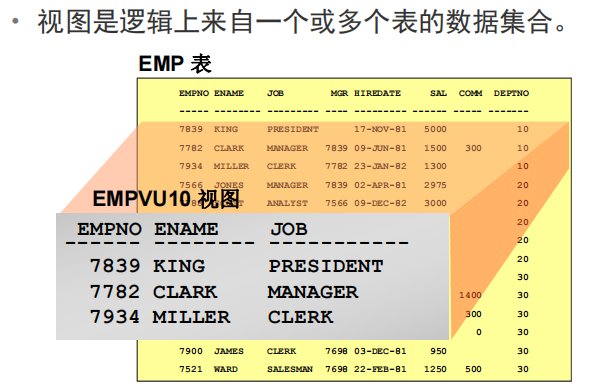 • 视图是逻辑上来自一个或多个表的数据集合。
EMP 表
EMPNO ENAME JOB MGR HIREDATE SAL COMM DEPTNO
----- -------- --------- ---- --------- ------ ----- -------
7839 KING PRESIDENT 17-NOV-81 5000 10
7782 CLARK MANAGER 7839 09-JUN-81 1500 300 10
7934 MILLER CLERK 7782 23-JAN-82 1300 10
7566 JONES MANAGER 7839 02-APR-81 2975 20
ANALYST 7566 09-DEC-82 3000 20
20
20
20
30
1400 30
300 30
0 30
7900 JAMES CLERK 7698 03-DEC-81 950 30
7521 WARD SALESMAN 7698 22-FEB-81 1250 500 30
EMPVU10 视图
EMPNO ENAME JOB
------ -------- -----------
7839 KING PRESIDENT
7782 CLARK MANAGER
7934 MILLER CLERK